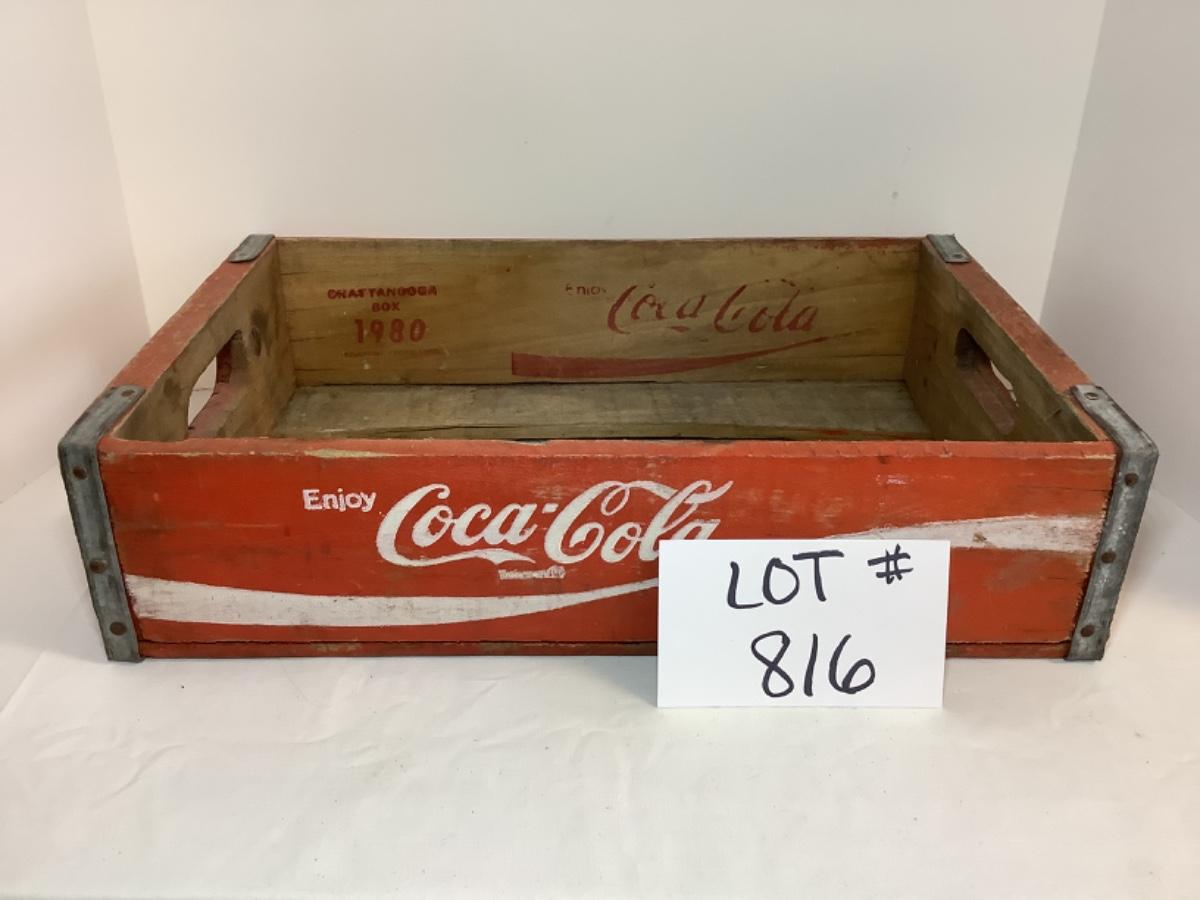 CHATTANOOGA
BOX
1980
Enjoy Coca Cola
Enjoy Coca-Cola
LOT #
816